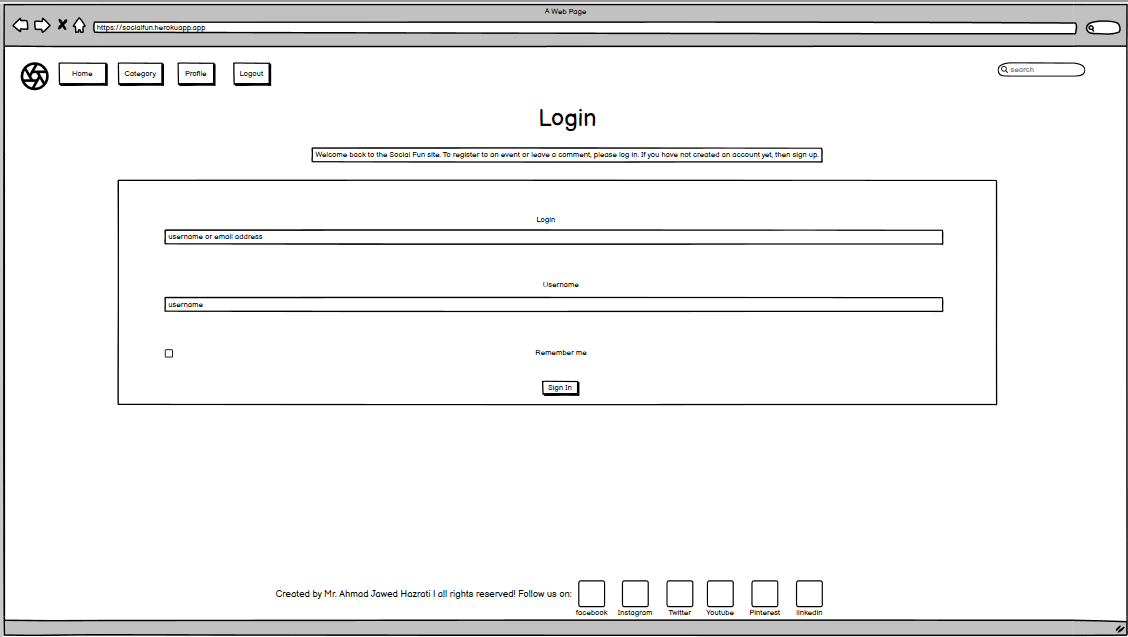 A Web Page
https://socialfun.herokuapp.app
Home Category Profile Logout search
Login
Welcome back to the Social Fun site. To register to an event or leave a comment, please log in. If you have not created an account yet, then sign up.
Login
username or email address
Username
username
Remember me
Sign In
Created by Mr. Ahmad Jawed Hazrati I all rights reserved! Follow us on:
facebook Instagram Twitter Youtube Pinterest linkedin